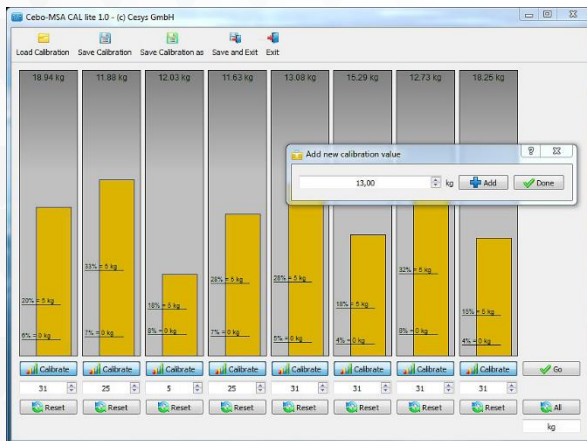 Cebo-MSA CAL lite 1.0 - (c) Cesys GmbH
Load Calibration Save Calibration Save Calibration as Save and Exit Exit
18.94 kg 11.88 kg 12.03 kg 11.63 kg 13.08 kg 15.29 kg 12.73 kg 18.25 kg
Add new calibration value
13,00 kg Add Done
33% = 5 kg 28% = 5 kg 28% = 5 kg 32% = 5 kg
20% = 5 kg 18% = 5 kg 16% = 5 kg 15% = 5 kg
6% = 0 kg 7% = 0 kg 8% = 0 kg 7% = 0 kg 5% = 0 kg 4% = 0 kg 8% = 0 kg 4% = 0 kg
Calibrate Calibrate Calibrate Calibrate Calibrate Calibrate Calibrate Calibrate Go
31 25 5 25 31 31 31 31
Reset Reset Reset Reset Reset Reset Reset Reset All
kg